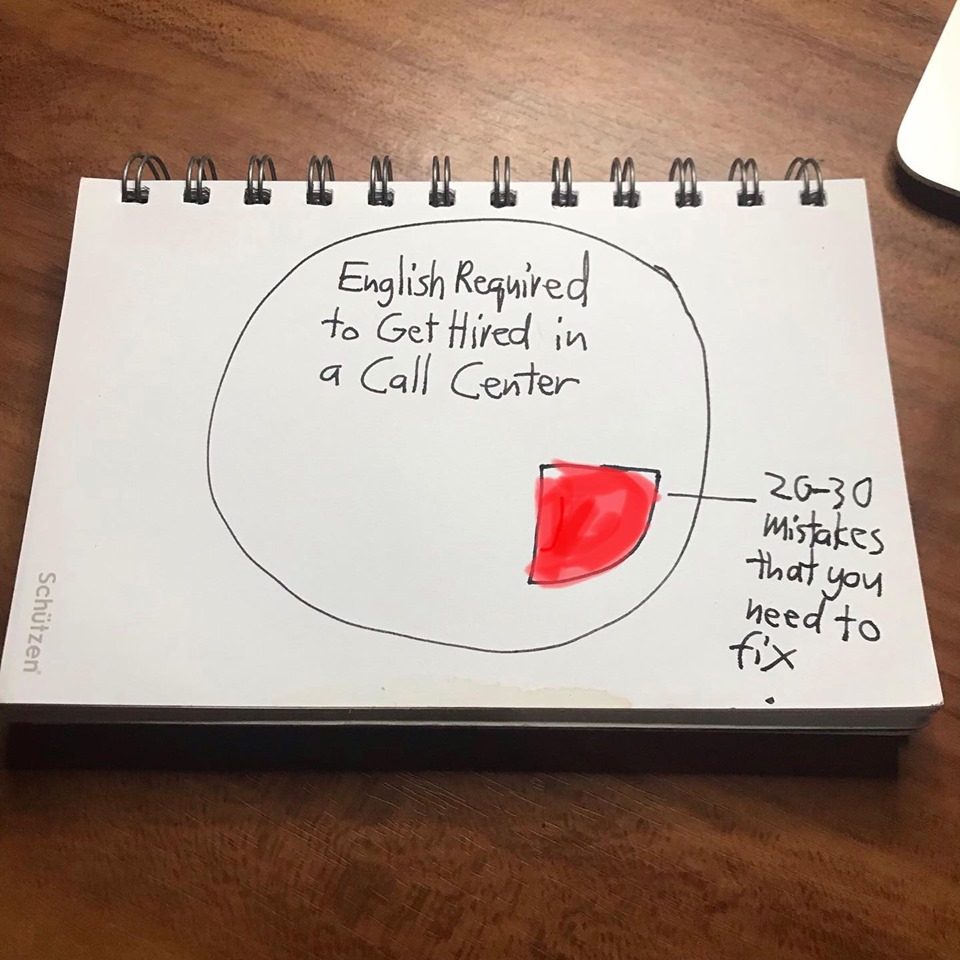 English Required
to Get Hired in
a Call Center
20-30
mistakes
that you
need to
fix
Schützen